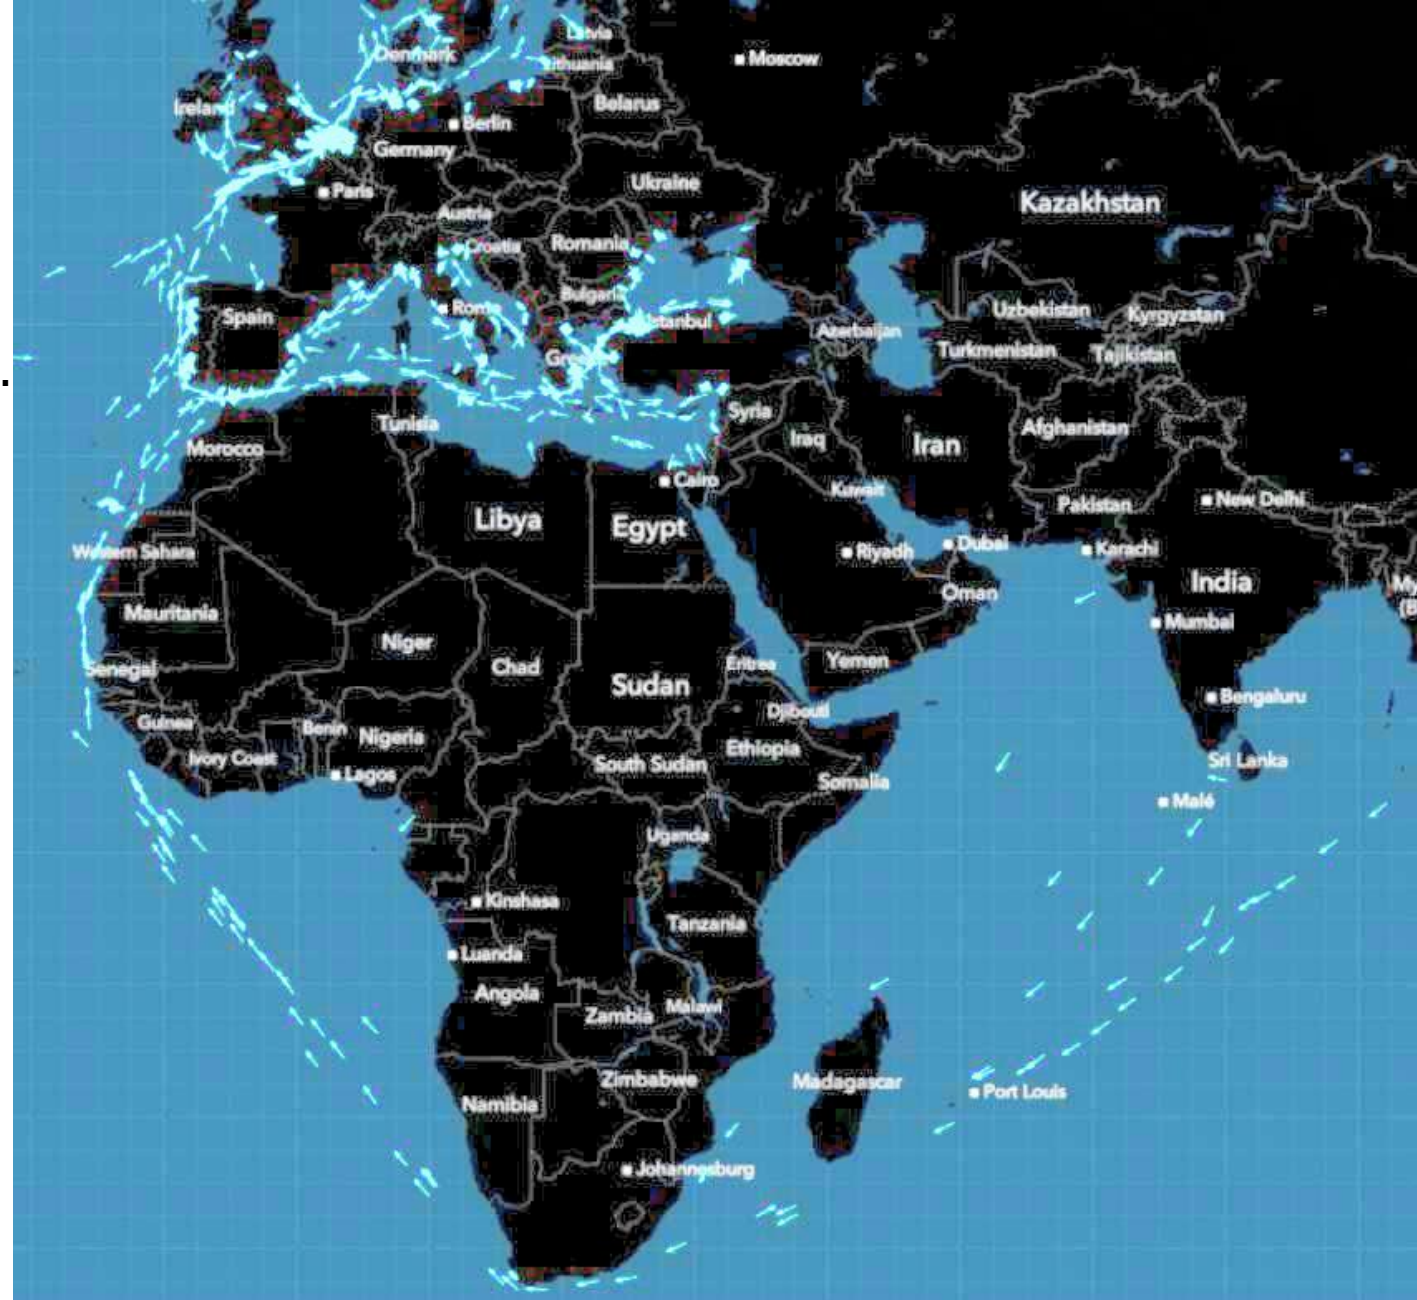 Latvia
Denmark
Lithuania
Moscow
Ireland
Belarus
Berlin
Germany
Paris
Ukraine
Kazakhstan
Austria
Croatia
Romania
Bulgaria
Rom
Spain
Istanbul
Azerbaijan
Uzbekistan
Kyrgyzstan
Turkmenistan
Tajikistan
Gre
Tunisia
Syria
Morocco
Iraq
Iran
Afghanistan
Cairo
Kuwait
Pakistan
New Delhi
Libya
Egypt
Western Sahara
Riyadh
Dubai
Karachi
India
Oman
My
(B
Mauritania
Mumbai
Niger
Senegal
Chad
Sudan
Eritrea
Yemen
Bengaluru
Guinea
Benin
Nigeria
Djibouti
Ivory Coast
Ethiopia
South Sudan
Sri Lanka
Lagos
Somalia
Malé
Uganda
Kinshasa
Tanzania
Luanda
Angola
Zambia
Malawi
Zimbabwe
Madagascar
Port Louis
Namibia
Johannesburg